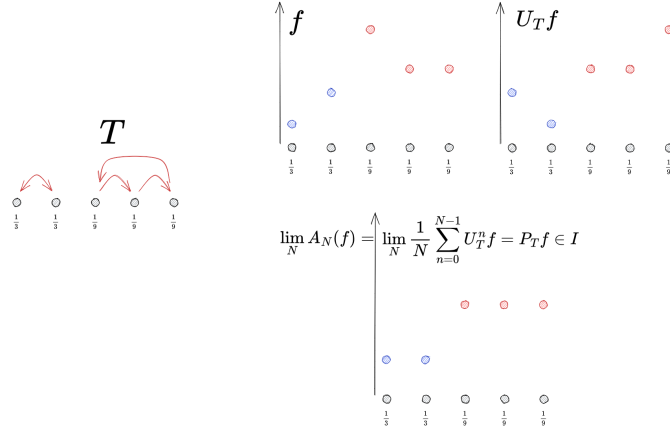 f
U_T f
1/3 1/3 1/9 1/9 1/9
1/3 1/3 1/9 1/9 1/9
T
1/3 1/3 1/9 1/9 1/9
lim_N A_N(f) = lim_N 1/N ∑_{n=0}^{N-1} U_T^n f = P_T f ∈ I
1/3 1/3 1/9 1/9 1/9